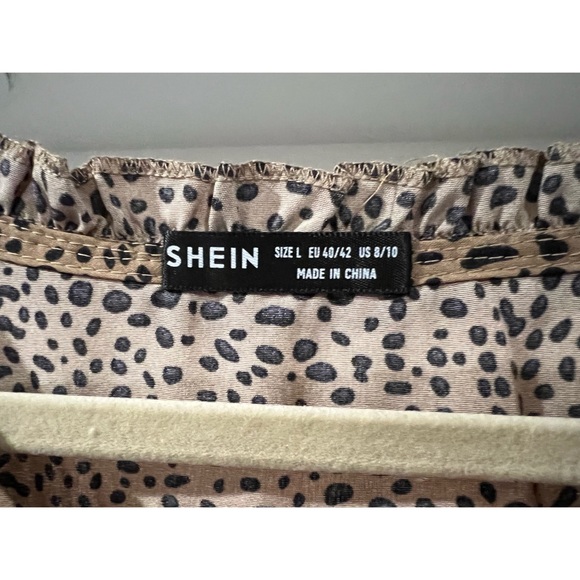 SHEIN SIZE L EU 40/42 US 8/10
MADE IN CHINA